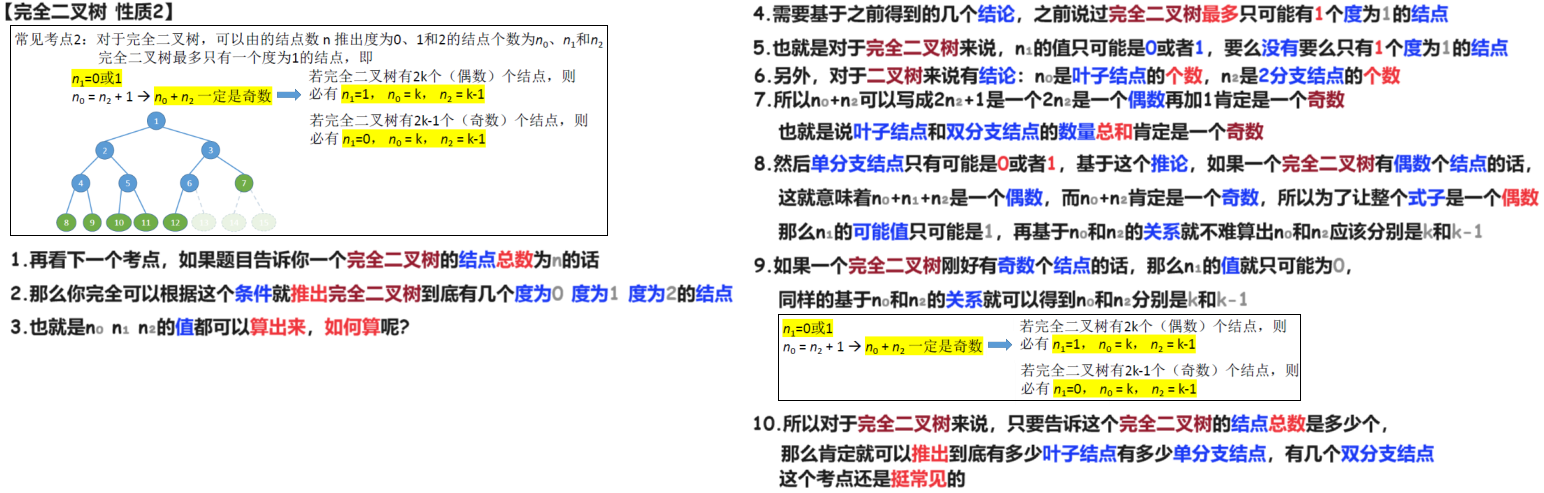 【完全二叉树 性质2】
常见考点2：对于完全二叉树，可以由的结点数 n 推出度为0、1和2的结点个数为n₀、n₁和n₂
完全二叉树最多只有一个度为1的结点，即
n₁=0或1
n₀ = n₂ + 1 → n₀ + n₂ 一定是奇数
若完全二叉树有2k个（偶数）个结点，则
必有 n₁=1， n₀ = k， n₂ = k-1
若完全二叉树有2k-1个（奇数）个结点，则
必有 n₁=0， n₀ = k， n₂ = k-1
1
2 3
4 5 6 7
8 9 10 11 12 13 14 15
1.再看下一个考点，如果题目告诉你一个完全二叉树的结点总数为n的话
2.那么你完全可以根据这个条件就推出完全二叉树到底有几个度为0 度为1 度为2的结点
3.也就是n₀ n₁ n₂的值都可以算出来，如何算呢?
4.需要基于之前得到的几个结论，之前说过完全二叉树最多只可能有1个度为1的结点
5.也就是对于完全二叉树来说，n₁的值只可能是0或者1，要么没有要么只有1个度为1的结点
6.另外，对于二叉树来说有结论：n₀是叶子结点的个数，n₂是2分支结点的个数
7.所以n₀+n₂可以写成2n₂+1是一个2n₂是一个偶数再加1肯定是一个奇数
也就是说叶子结点和双分支结点的数量总和肯定是一个奇数
8.然后单分支结点只有可能是0或者1，基于这个推论，如果一个完全二叉树有偶数个结点的话，
这就意味着n₀+n₁+n₂是一个偶数，而n₀+n₂肯定是一个奇数，所以为了让整个式子是一个偶数
那么n₁的可能值只可能是1，再基于n₀和n₂的关系就不难算出n₀和n₂应该分别是k和k-1
9.如果一个完全二叉树刚好有奇数个结点的话，那么n₁的值就只可能为0，
同样的基于n₀和n₂的关系就可以得到n₀和n₂分别是k和k-1
n₁=0或1
n₀ = n₂ + 1 → n₀ + n₂ 一定是奇数
若完全二叉树有2k个（偶数）个结点，则
必有 n₁=1， n₀ = k， n₂ = k-1
若完全二叉树有2k-1个（奇数）个结点，则
必有 n₁=0， n₀ = k， n₂ = k-1
10.所以对于完全二叉树来说，只要告诉这个完全二叉树的结点总数是多少个，
那么肯定就可以推出到底有多少叶子结点有多少单分支结点，有几个双分支结点
这个考点还是挺常见的